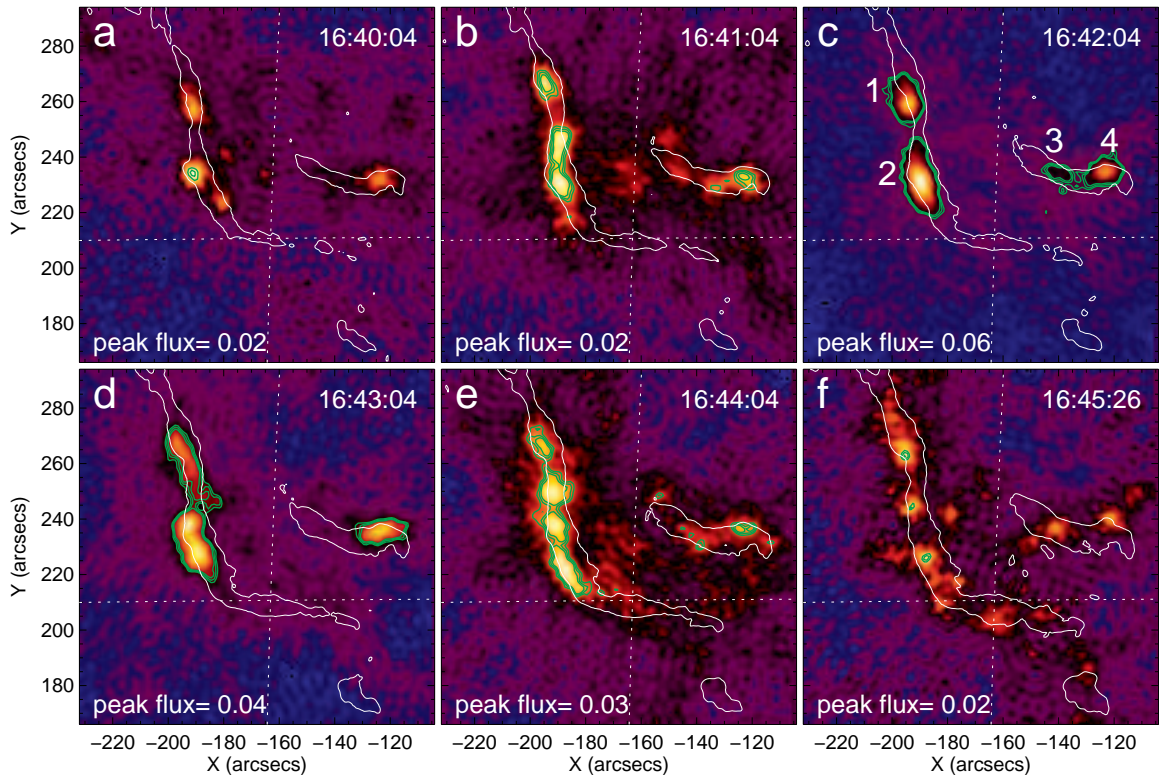 a 16:40:04
b 16:41:04
c 16:42:04
280
260
240
220
200
180
Y (arcsecs)
1
2
3
4
peak flux= 0.02
peak flux= 0.02
peak flux= 0.06
d 16:43:04
e 16:44:04
f 16:45:26
280
260
240
220
200
180
Y (arcsecs)
peak flux= 0.04
peak flux= 0.03
peak flux= 0.02
−220 −200 −180 −160 −140 −120
−220 −200 −180 −160 −140 −120
−220 −200 −180 −160 −140 −120
X (arcsecs)
X (arcsecs)
X (arcsecs)